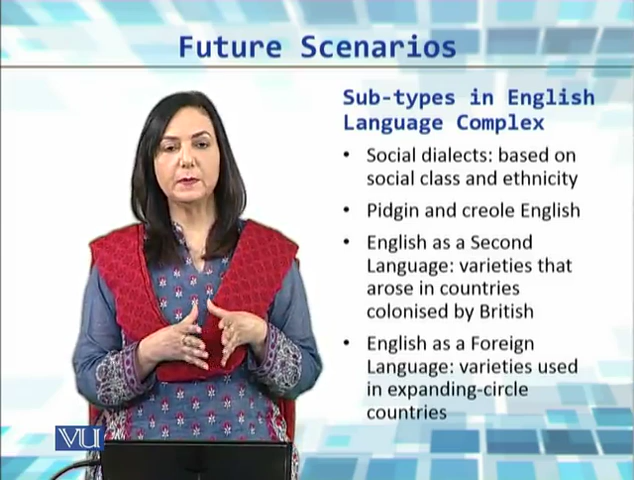 Future Scenarios
Sub-types in English
Language Complex
• Social dialects: based on
social class and ethnicity
• Pidgin and creole English
• English as a Second
Language: varieties that
arose in countries
colonised by British
• English as a Foreign
Language: varieties used
in expanding-circle
countries
VU